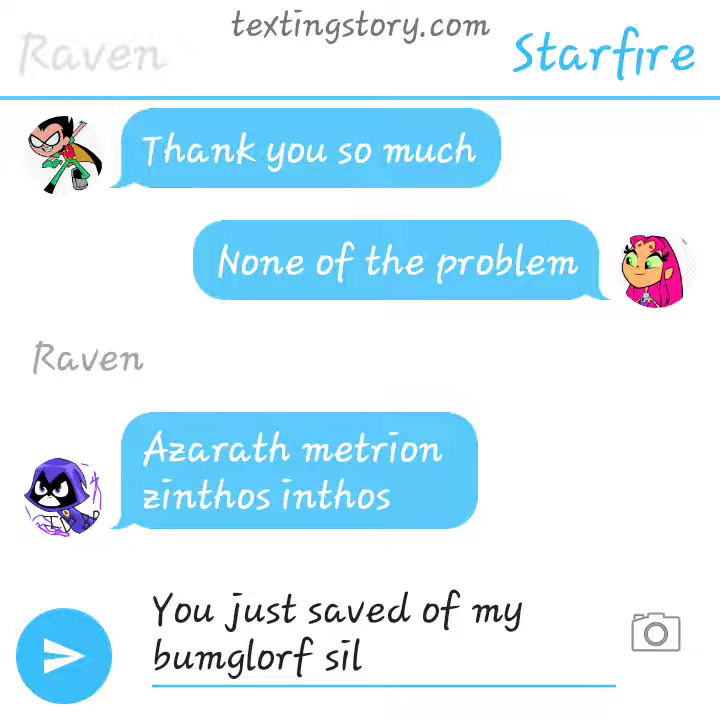 textingstory.com
Raven
Starfire
Thank you so much
None of the problem
Raven
Azarath metrion
zinthos inthos
You just saved of my
bumglorf sil